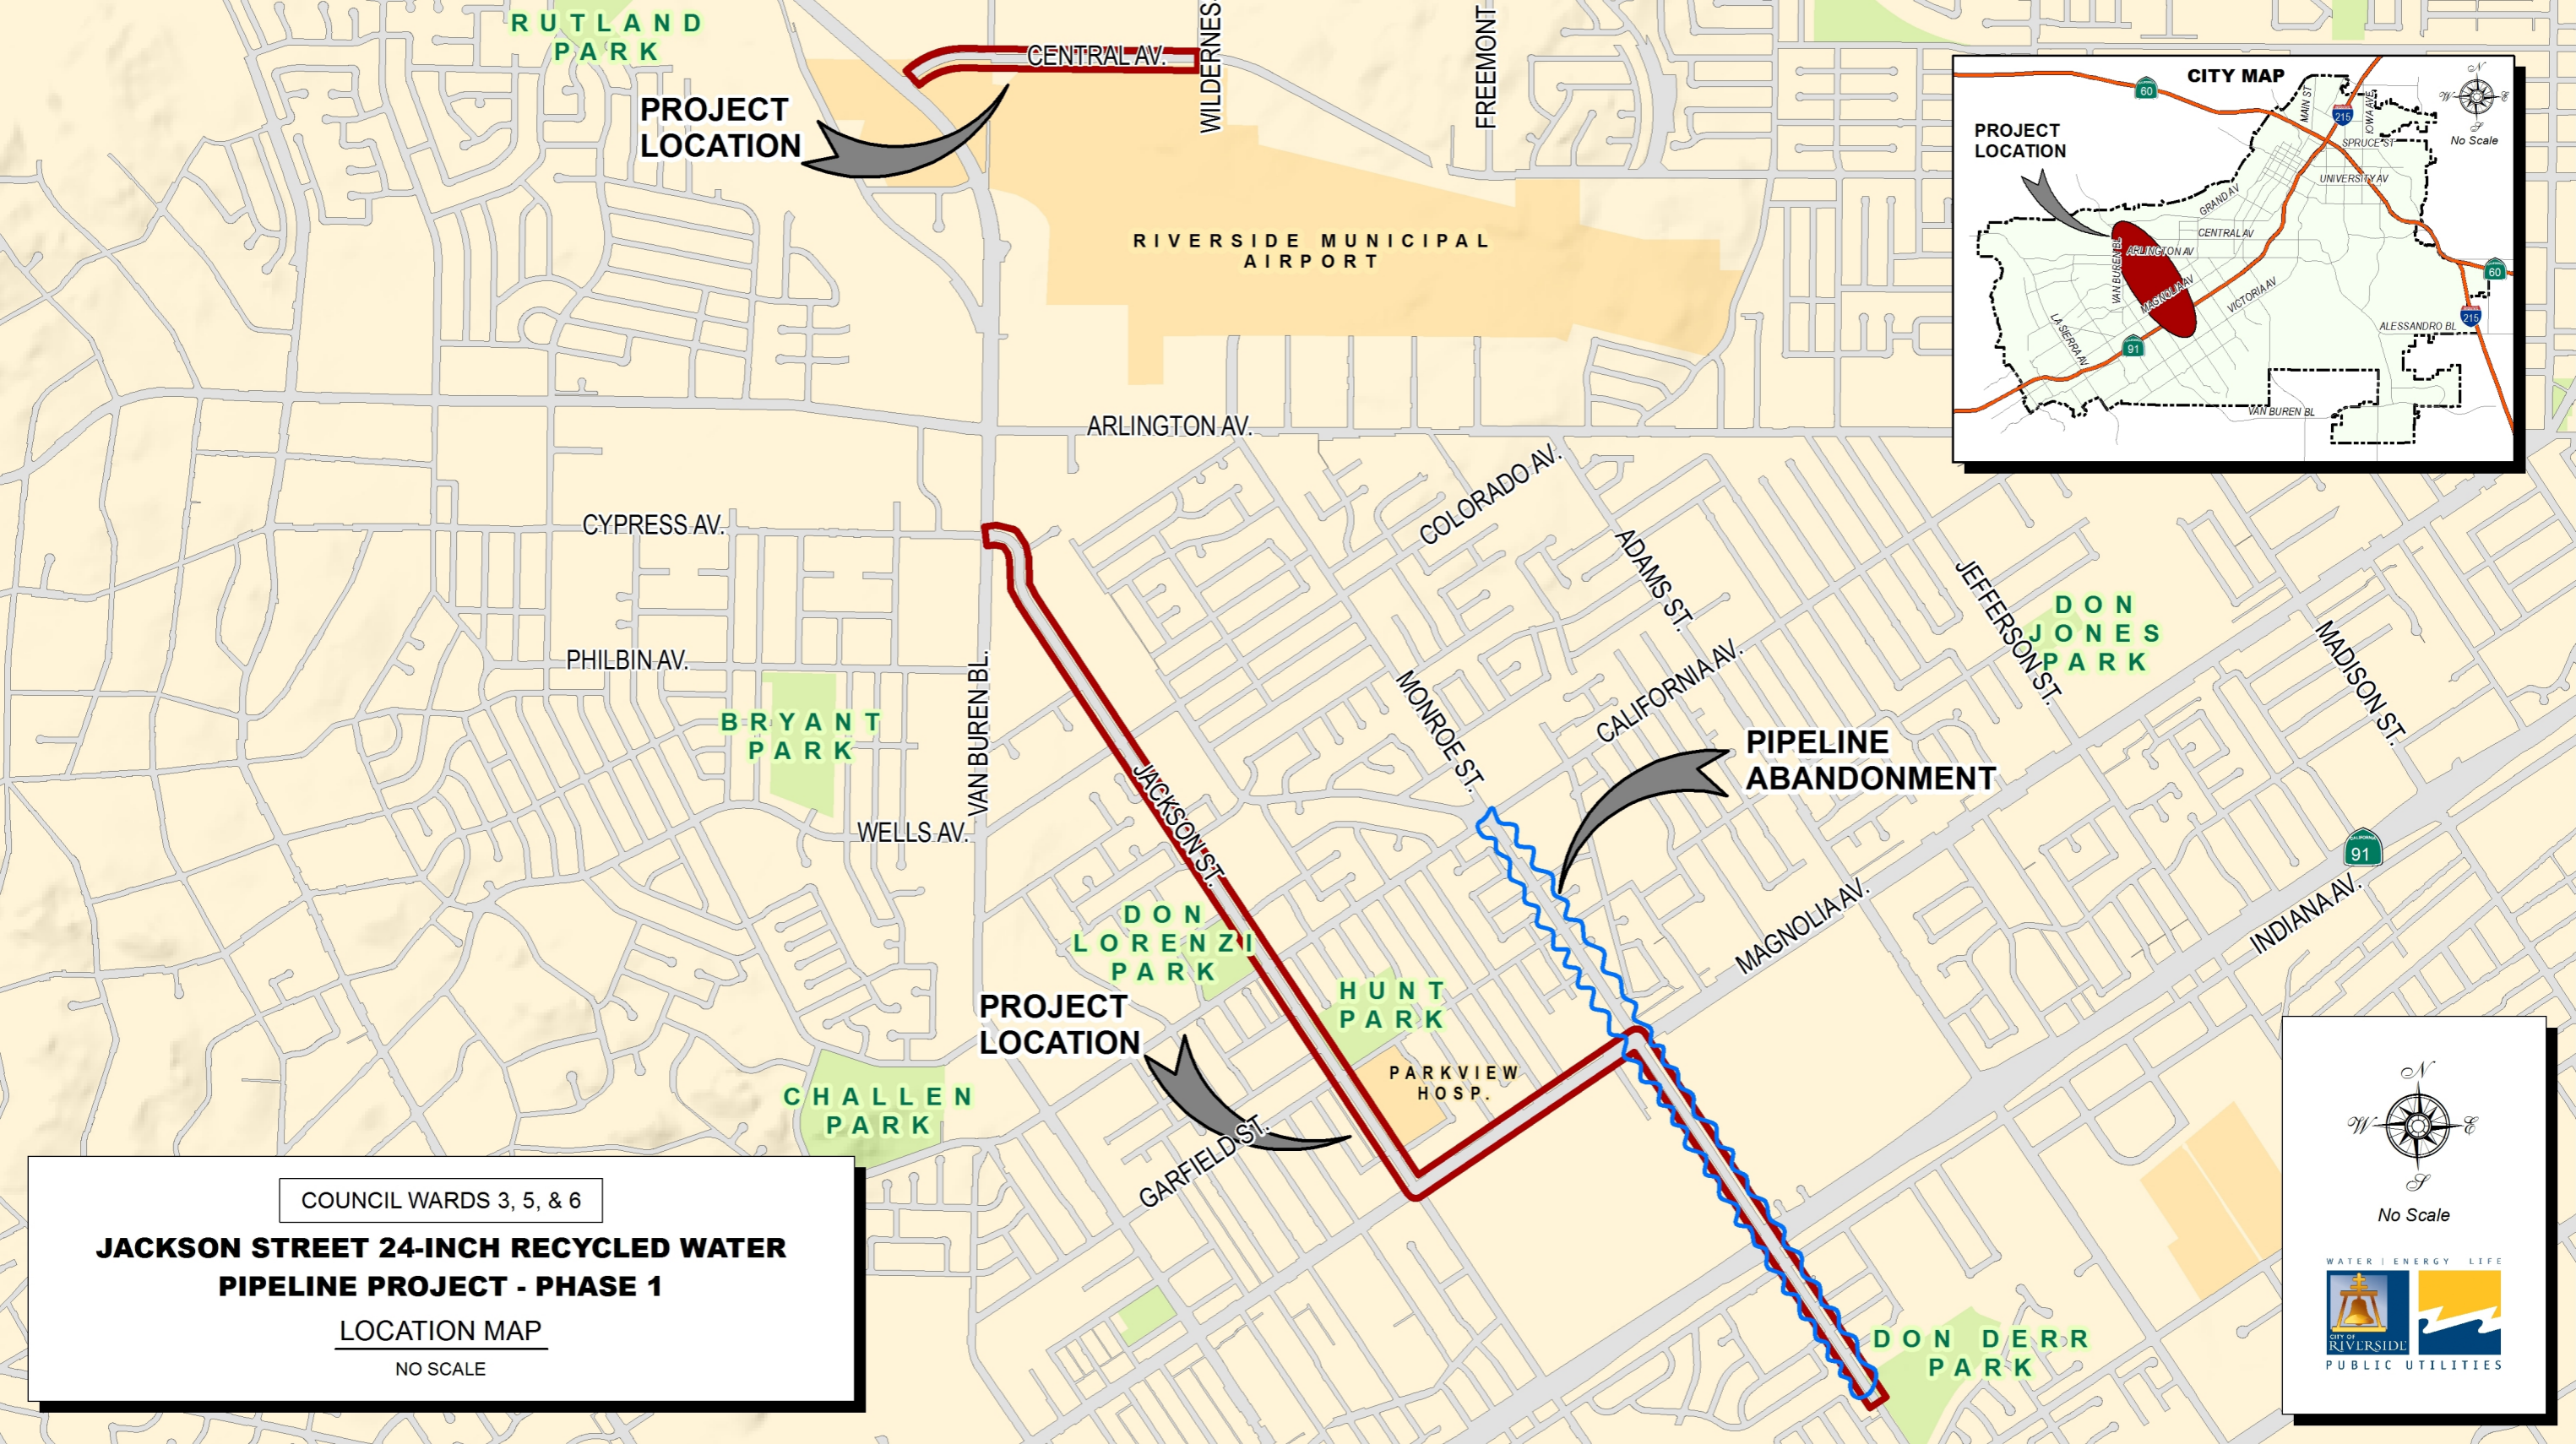 RUTLAND
PARK
CENTRAL AV.
WILDERNES
FREEMONT
PROJECT
LOCATION
RIVERSIDE MUNICIPAL
AIRPORT
CITY MAP
N
W
E
S
No Scale
PROJECT
LOCATION
60
215
MAIN ST
IOWA AVE
SPRUCE ST
UNIVERSITY AV
GRAND AV
CENTRAL AV
ARLINGTON AV
VAN BUREN BL
MAGNOLIA AV
VICTORIA AV
LA SIERRA AV
91
60
215
ALESSANDRO BL
VAN BUREN BL
ARLINGTON AV.
COLORADO AV.
CYPRESS AV.
ADAMS ST.
JEFFERSON ST.
DON
JONES
PARK
MADISON ST.
PHILBIN AV.
VAN BUREN BL.
BRYANT
PARK
MONROE ST.
CALIFORNIA AV.
PIPELINE
ABANDONMENT
JACKSON ST.
WELLS AV.
CALIFORNIA
91
MAGNOLIA AV.
INDIANA AV.
DON
LORENZI
PARK
HUNT
PARK
PROJECT
LOCATION
PARKVIEW
HOSP.
CHALLEN
PARK
GARFIELD ST.
DON DERR
PARK
COUNCIL WARDS 3, 5, & 6
JACKSON STREET 24-INCH RECYCLED WATER
PIPELINE PROJECT - PHASE 1
LOCATION MAP
NO SCALE
N
W
E
S
No Scale
WATER | ENERGY | LIFE
CITY OF
RIVERSIDE
PUBLIC UTILITIES